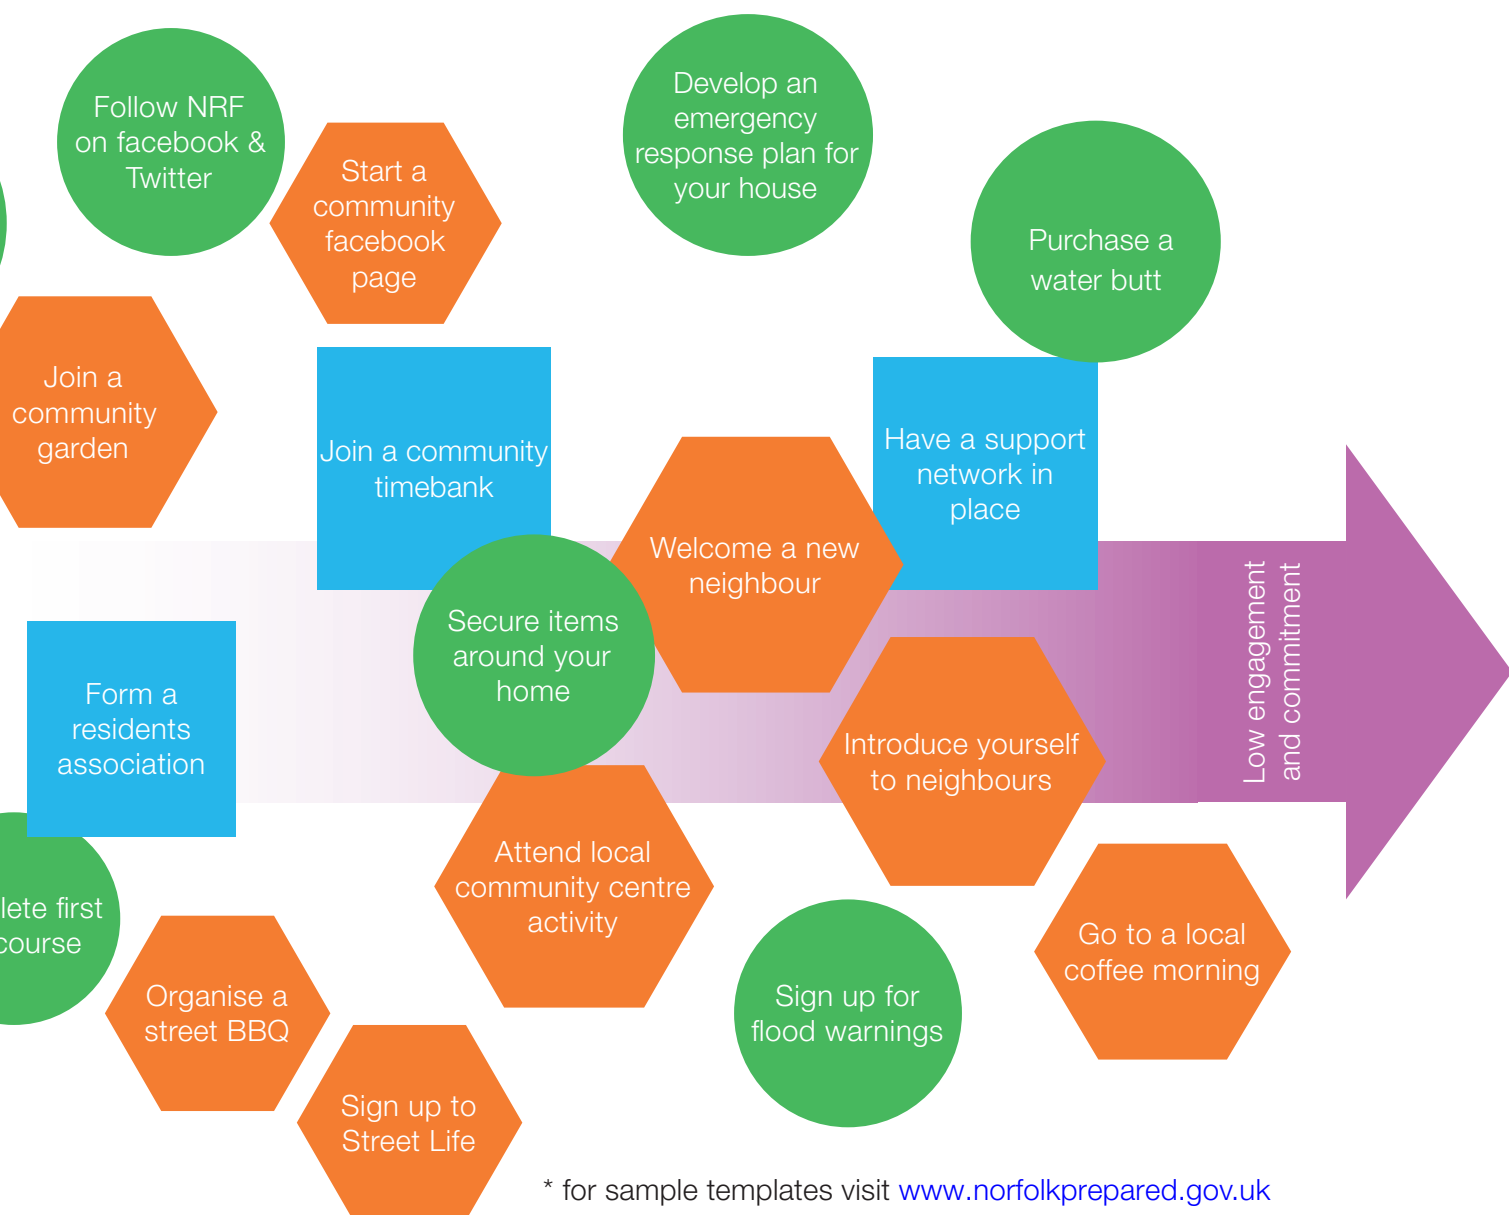 Follow NRF
on facebook &
Twitter
Start a
community
facebook
page
Develop an
emergency
response plan for
your house
Purchase a
water butt
Join a
community
garden
Join a community
timebank
Have a support
network in
place
Welcome a new
neighbour
Secure items
around your
home
Low engagement
and commitment
Form a
residents
association
Introduce yourself
to neighbours
Attend local
community centre
activity
lete first
course
Go to a local
coffee morning
Organise a
street BBQ
Sign up for
flood warnings
Sign up to
Street Life
* for sample templates visit www.norfolkprepared.gov.uk